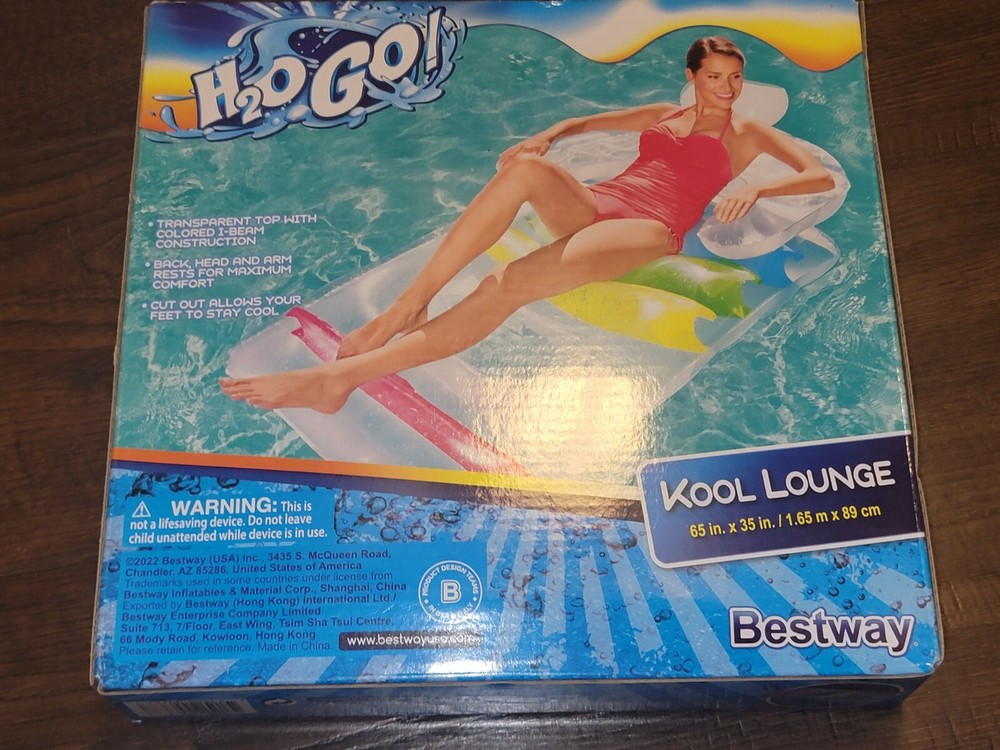 H2O GO!
• TRANSPARENT TOP WITH
COLORED I-BEAM
CONSTRUCTION
• BACK, HEAD AND ARM
RESTS FOR MAXIMUM
COMFORT
• CUT OUT ALLOWS YOUR
FEET TO STAY COOL
KOOL LOUNGE
65 in. x 35 in. / 1.65 m x 89 cm
WARNING: This is
not a lifesaving device. Do not leave
child unattended while device is in use.
©2022 Bestway (USA) Inc., 3435 S. McQueen Road,
Chandler, AZ 85286, United States of America
Trademarks used in some countries under license from
Bestway Inflatables & Material Corp., Shanghai, China
Exported by Bestway (Hong Kong) International Ltd./
Bestway Enterprise Company Limited
Suite 713, 7/Floor, East Wing, Tsim Sha Tsui Centre,
66 Mody Road, Kowloon, Hong Kong
Please retain for reference. Made in China.
www.bestwayusa.com
PRODUCT DESIGN TEAMS
B
Bestway